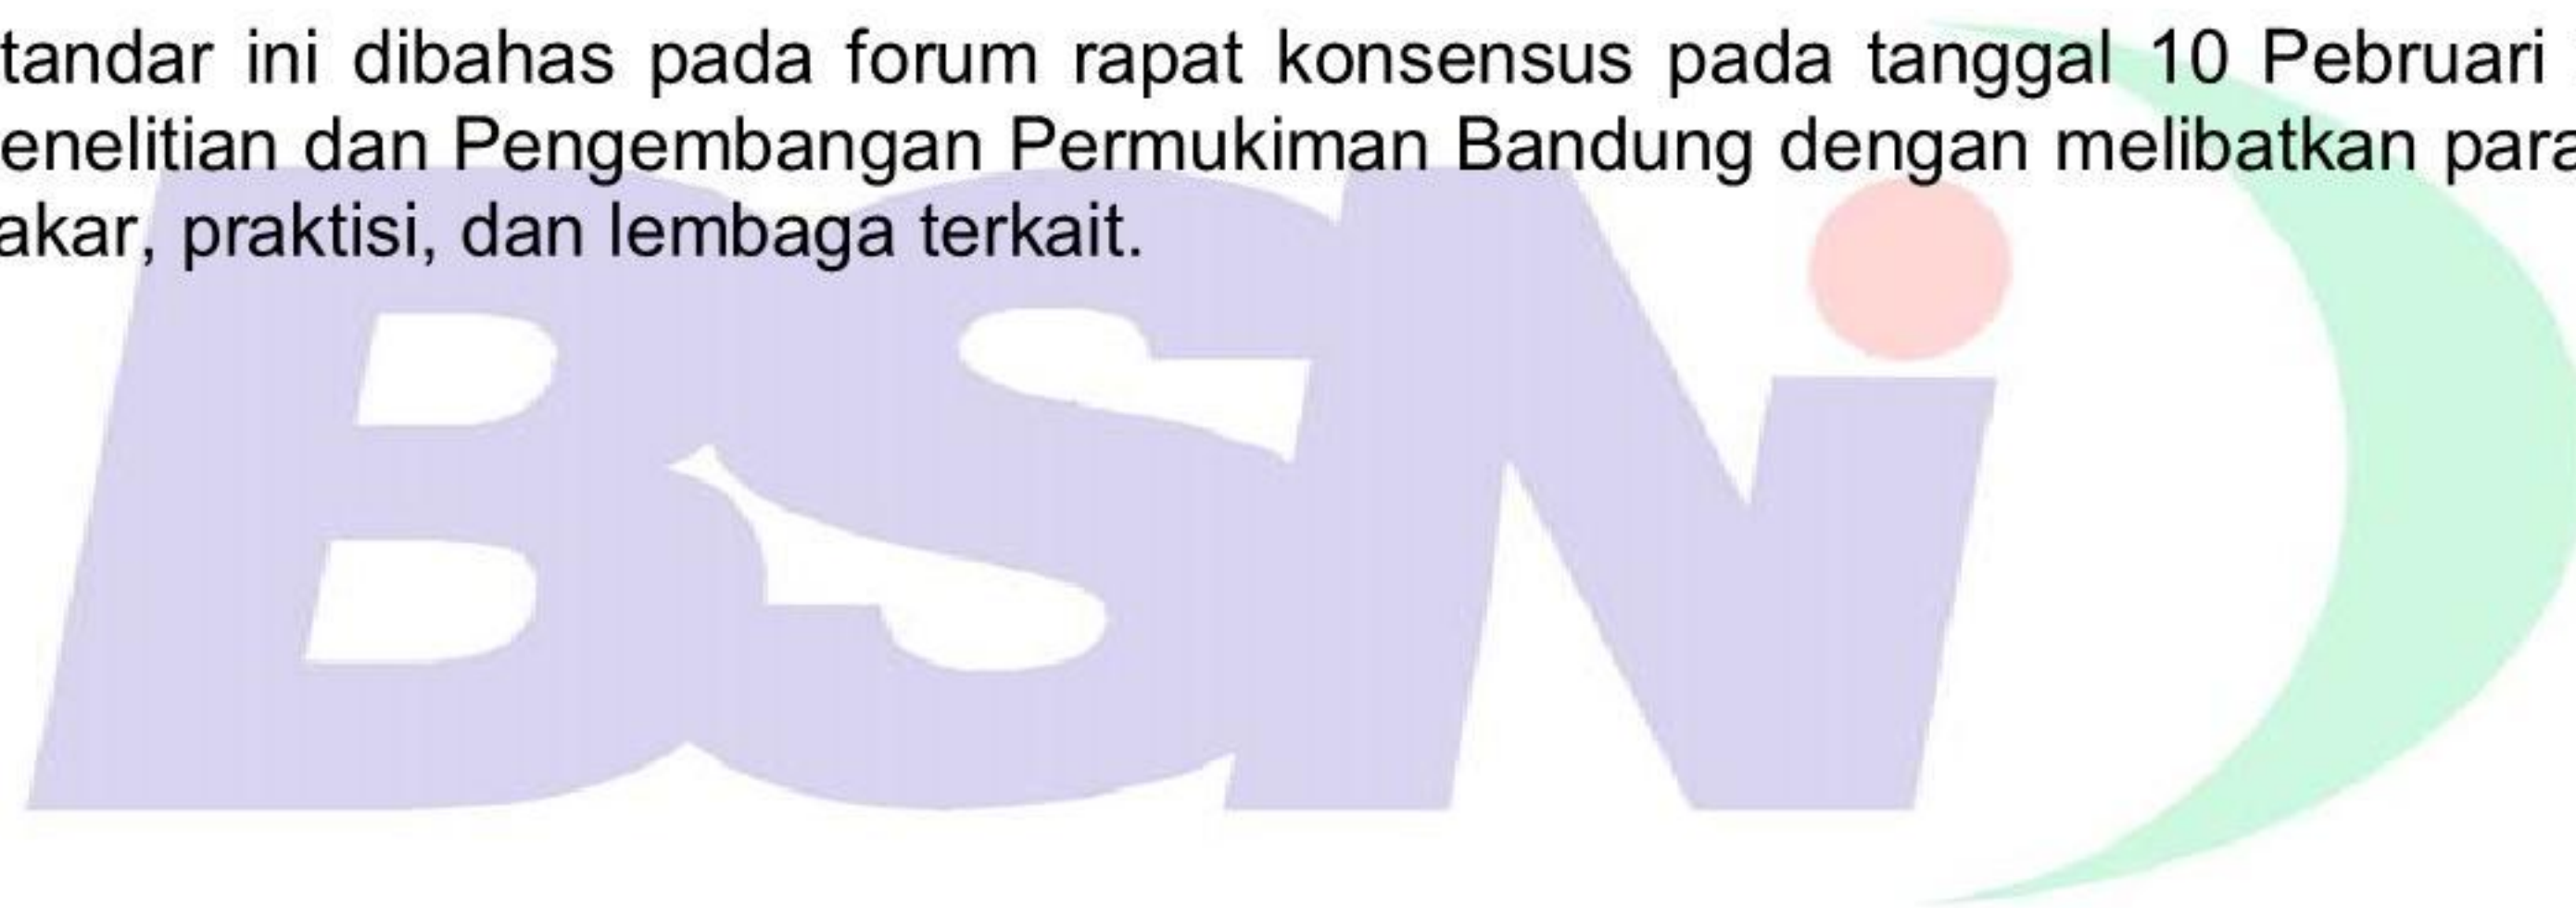 tandar ini dibahas pada forum rapat konsensus pada tanggal 10 Pebruari
enelitian dan Pengembangan Permukiman Bandung dengan melibatkan para
akar, praktisi, dan lembaga terkait.
BSNi